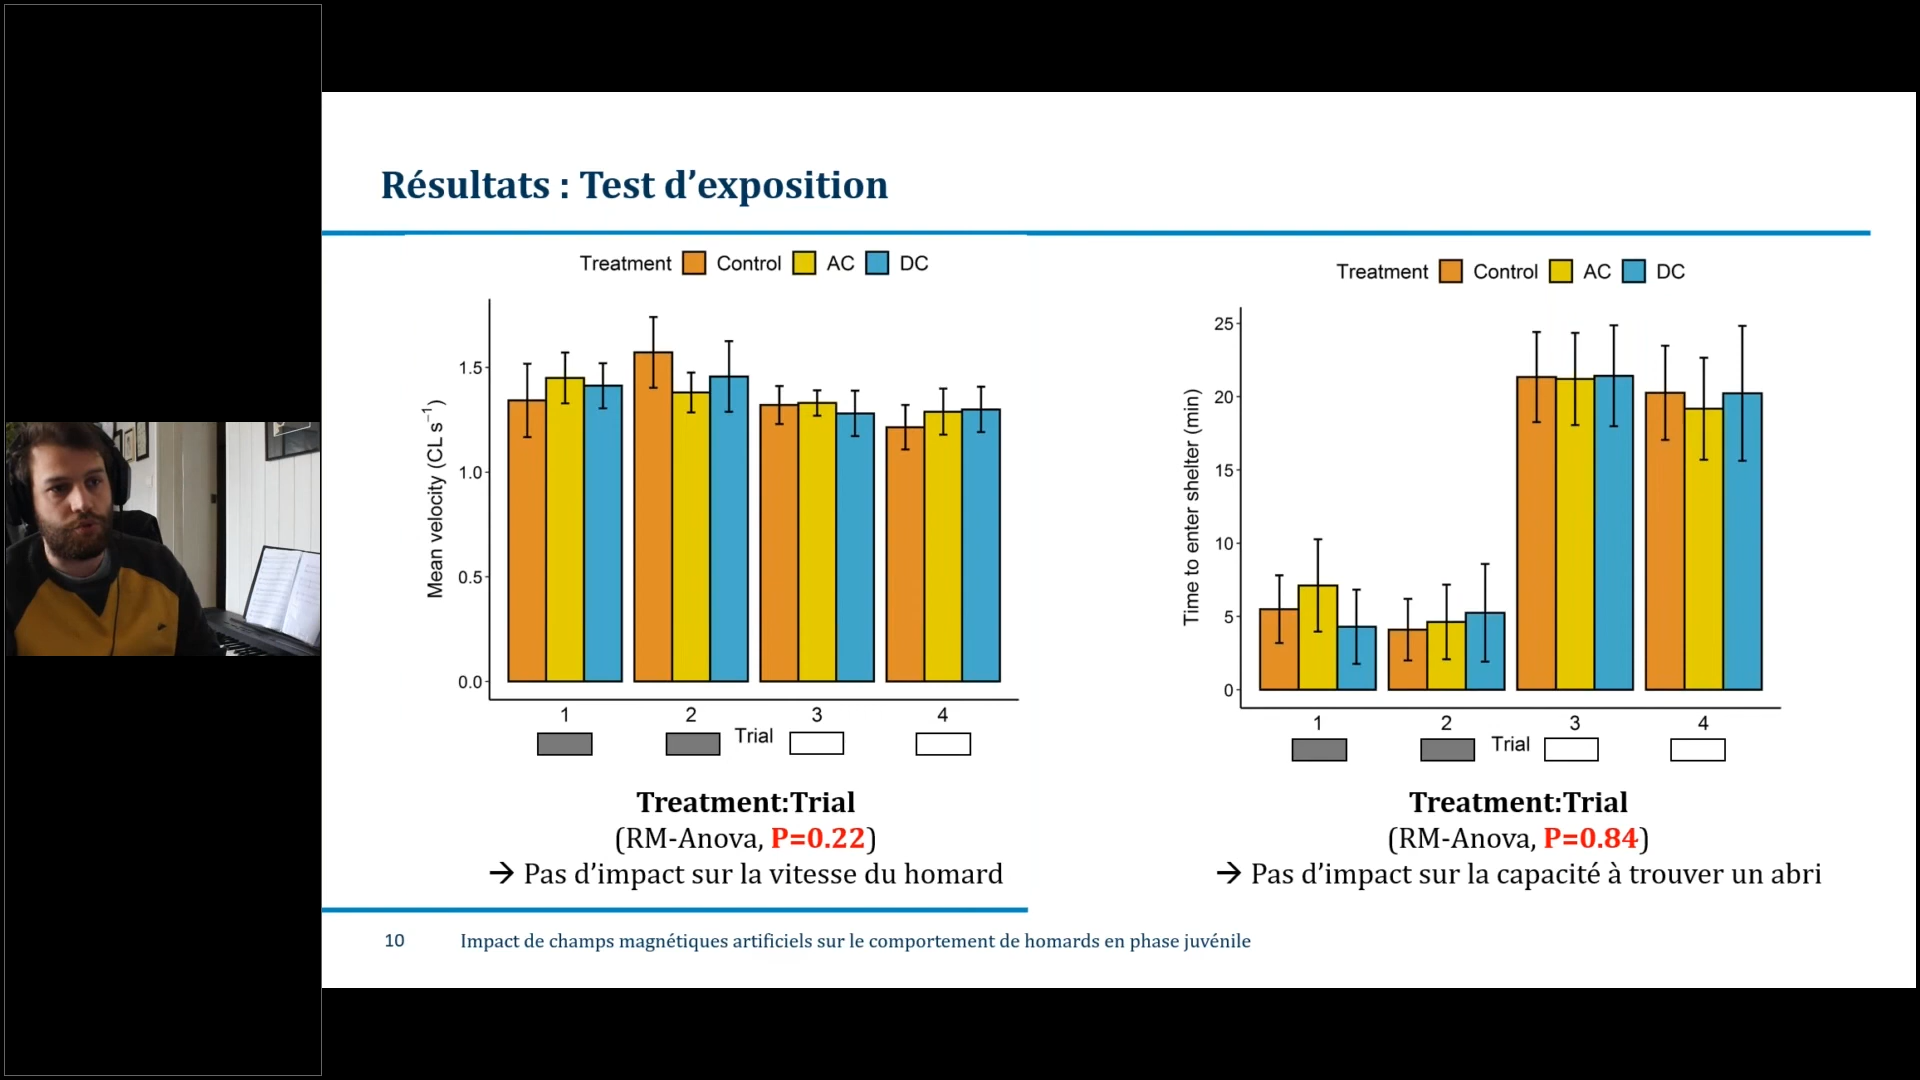 Résultats : Test d’exposition
Treatment Control AC DC
Mean velocity (CL s⁻¹)
1.5
1.0
0.5
0.0
1 2 3 4
Trial
Treatment:Trial
(RM-Anova, P=0.22)
→ Pas d’impact sur la vitesse du homard
Treatment Control AC DC
Time to enter shelter (min)
25
20
15
10
5
0
1 2 3 4
Trial
Treatment:Trial
(RM-Anova, P=0.84)
→ Pas d’impact sur la capacité à trouver un abri
10 Impact de champs magnétiques artificiels sur le comportement de homards en phase juvénile